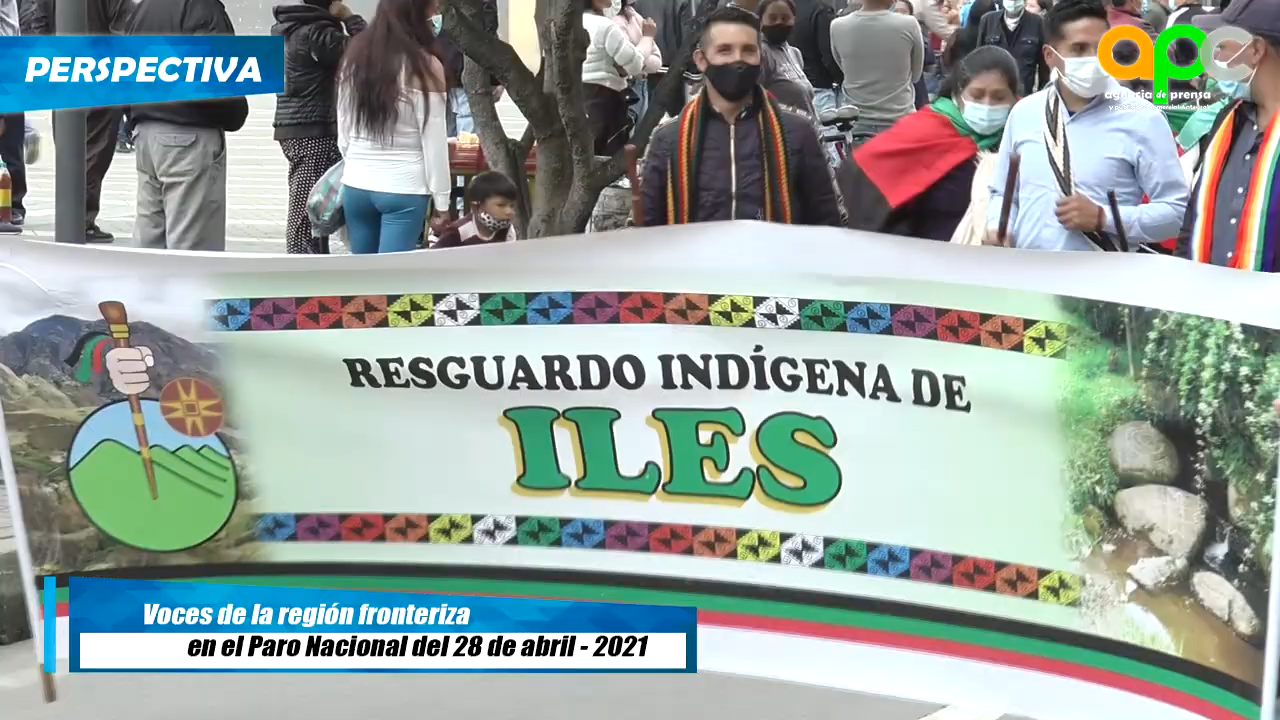 PERSPECTIVA
apc
agencia de prensa
RESGUARDO INDÍGENA DE
ILES
Voces de la región fronteriza
en el Paro Nacional del 28 de abril - 2021